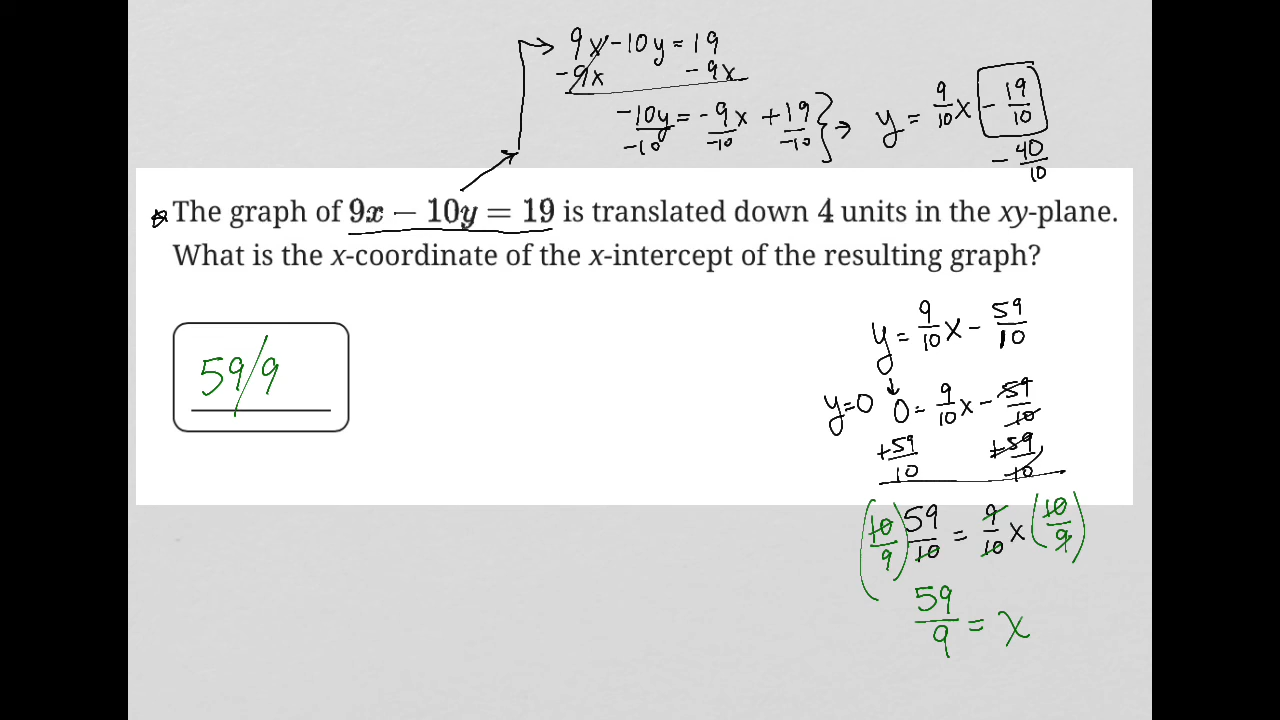 9x - 10y = 19
-9x -9x
-10y/-10 = -9x/-10 + 19/-10 } → y = 9/10 x - 19/10
- 40/10
☆ The graph of 9x − 10y = 19 is translated down 4 units in the xy-plane.
What is the x-coordinate of the x-intercept of the resulting graph?
59/9
y = 9/10 x - 59/10
y=0 0 = 9/10 x - 59/10
+59/10 +59/10
(10/9) 59/10 = 9/10 x (10/9)
59/9 = x